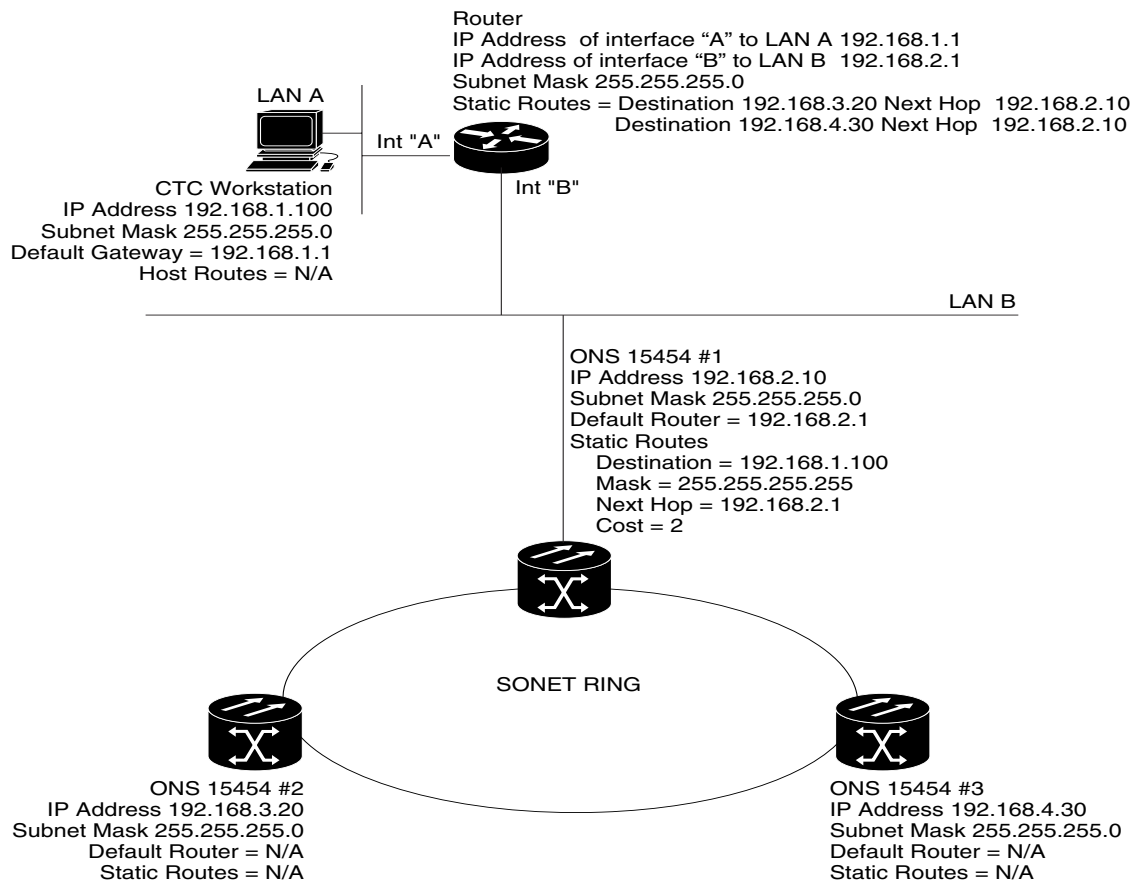 Router
IP Address of interface “A” to LAN A 192.168.1.1
IP Address of interface “B” to LAN B 192.168.2.1
Subnet Mask 255.255.255.0
Static Routes = Destination 192.168.3.20 Next Hop 192.168.2.10
Destination 192.168.4.30 Next Hop 192.168.2.10
LAN A
Int "A"
Int "B"
CTC Workstation
IP Address 192.168.1.100
Subnet Mask 255.255.255.0
Default Gateway = 192.168.1.1
Host Routes = N/A
LAN B
ONS 15454 #1
IP Address 192.168.2.10
Subnet Mask 255.255.255.0
Default Router = 192.168.2.1
Static Routes
Destination = 192.168.1.100
Mask = 255.255.255.255
Next Hop = 192.168.2.1
Cost = 2
SONET RING
ONS 15454 #2
IP Address 192.168.3.20
Subnet Mask 255.255.255.0
Default Router = N/A
Static Routes = N/A
ONS 15454 #3
IP Address 192.168.4.30
Subnet Mask 255.255.255.0
Default Router = N/A
Static Routes = N/A